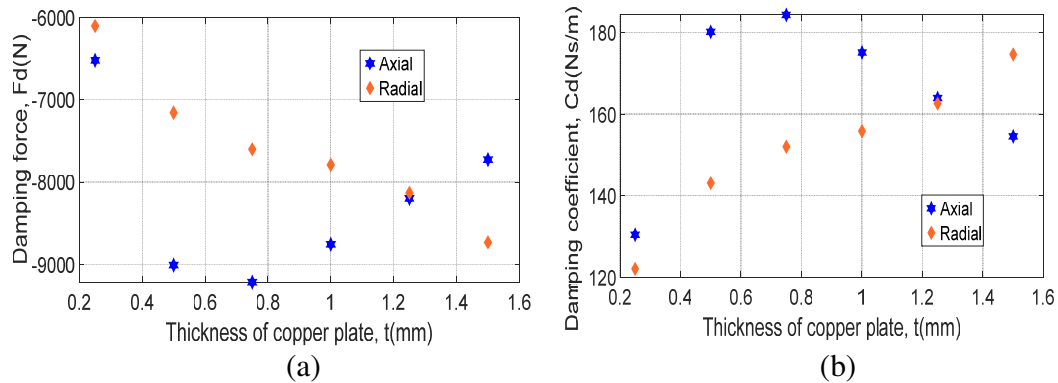 -6000
-7000
-8000
-9000
Damping force, Fd(N)
Axial
Radial
0.2 0.4 0.6 0.8 1 1.2 1.4 1.6
Thickness of copper plate, t(mm)
(a)
180
160
140
120
Damping coefficient, Cd(Ns/m)
Axial
Radial
0.2 0.4 0.6 0.8 1 1.2 1.4 1.6
Thickness of copper plate, t(mm)
(b)